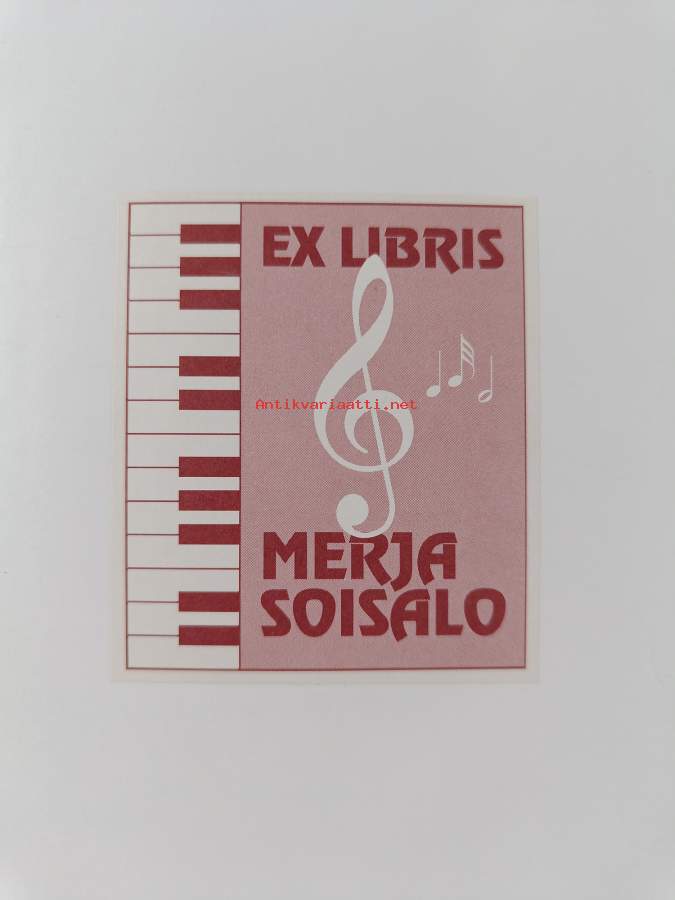 EX LIBRIS
Antikvariaatti.net
MERJA
SOISALO